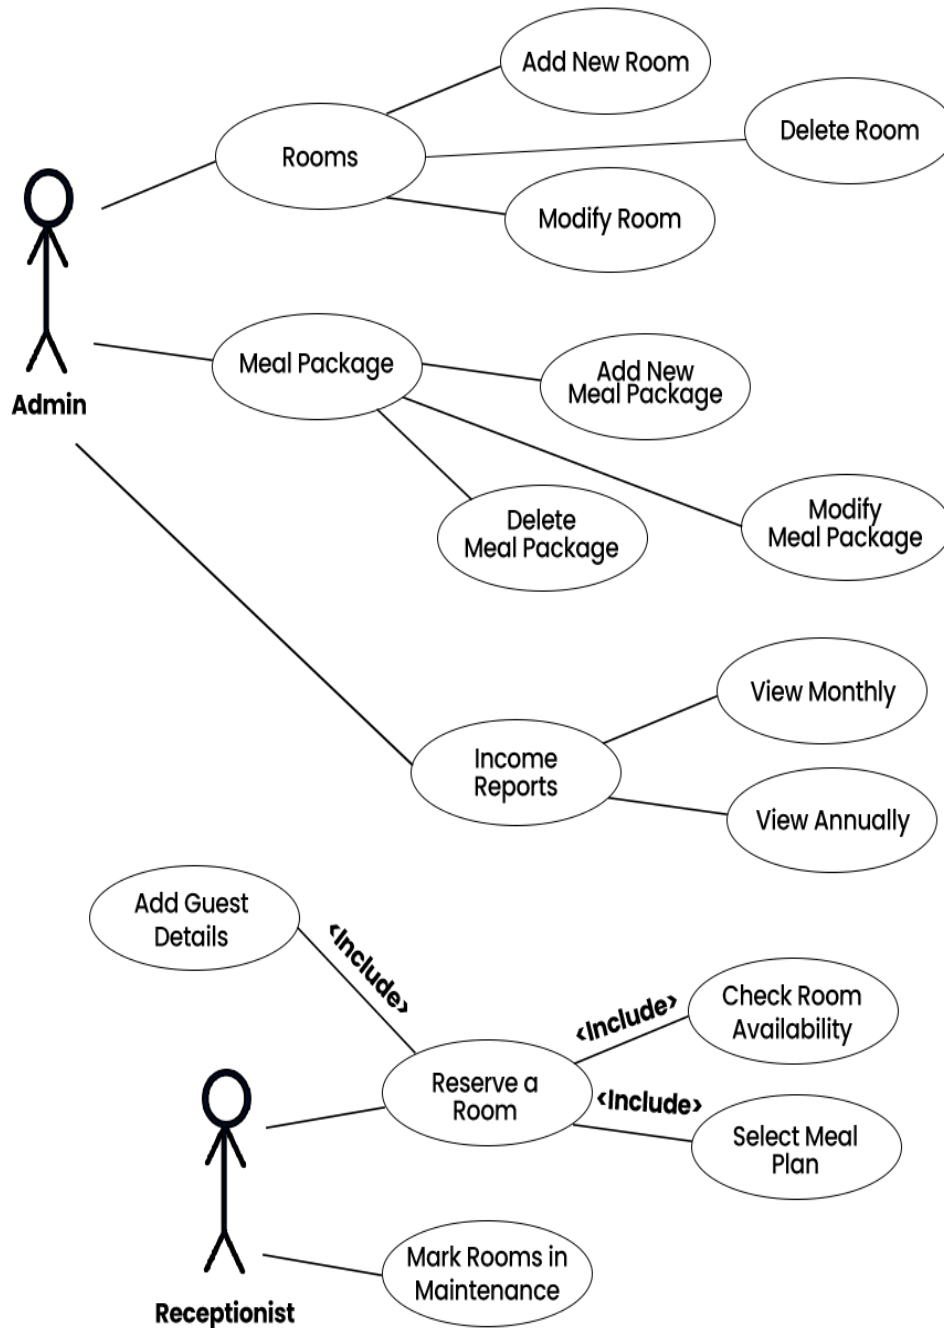 Add New Room
Delete Room
Rooms
Modify Room
Admin
Meal Package
Add New
Meal Package
Delete
Meal Package
Modify
Meal Package
View Monthly
Income
Reports
View Annually
Add Guest
Details
<Include>
<Include>
Check Room
Availability
Reserve a
Room
<Include>
Select Meal
Plan
Mark Rooms in
Maintenance
Receptionist